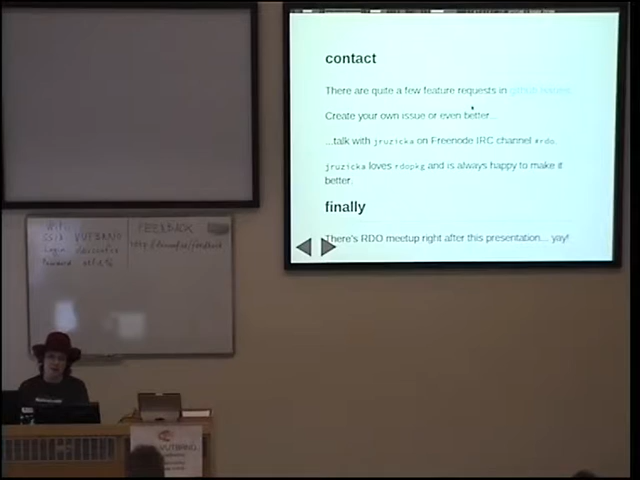 contact
There are quite a few feature requests in
Create your own issue or even better...
...talk with jruzicka on Freenode IRC channel #rdo.
jruzicka loves rdopkg and is always happy to make it
better.
finally
There's RDO meetup right after this presentation... yay!
FEEDBACK